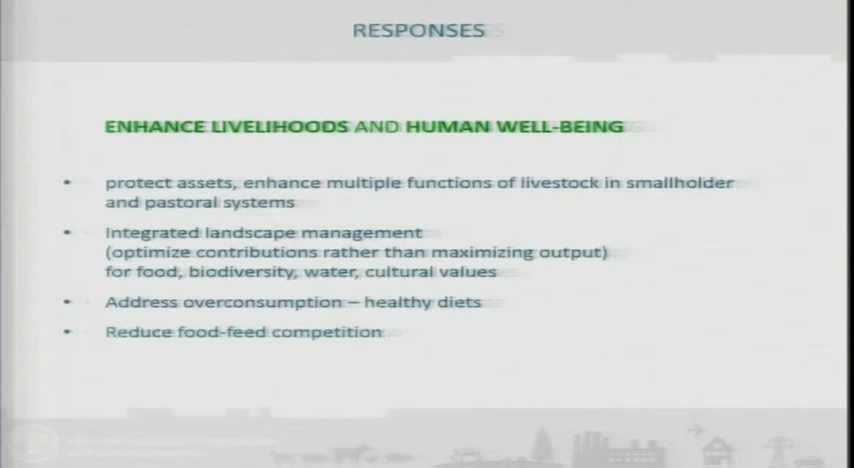 RESPONSES
ENHANCE LIVELIHOODS AND HUMAN WELL-BEING
• protect assets, enhance multiple functions of livestock in smallholder
and pastoral systems
• Integrated landscape management
(optimize contributions rather than maximizing output)
for food, biodiversity, water, cultural values
• Address overconsumption – healthy diets
• Reduce food-feed competition